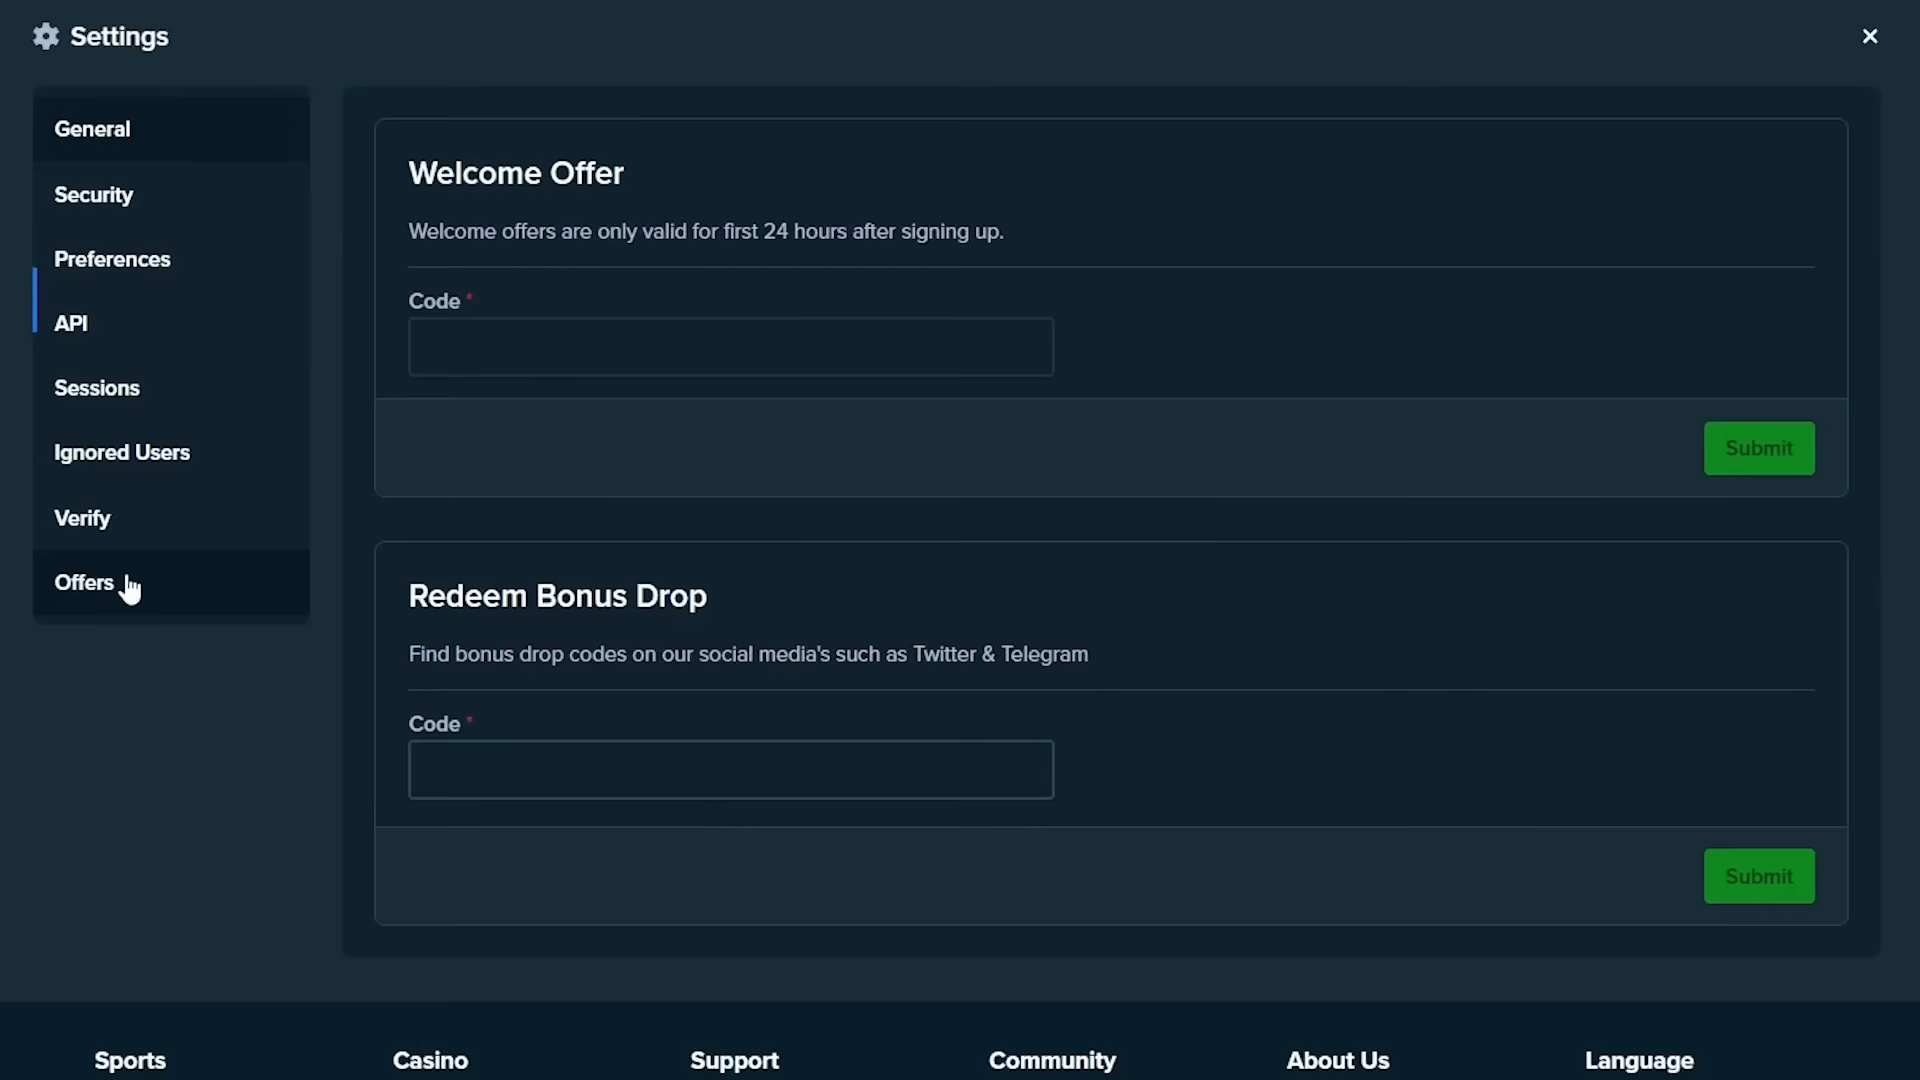 Settings
General
Security
Preferences
API
Sessions
Ignored Users
Verify
Offers
Welcome Offer
Welcome offers are only valid for first 24 hours after signing up.
Code *
Submit
Redeem Bonus Drop
Find bonus drop codes on our social media's such as Twitter & Telegram
Code *
Submit
Sports Casino Support Community About Us Language